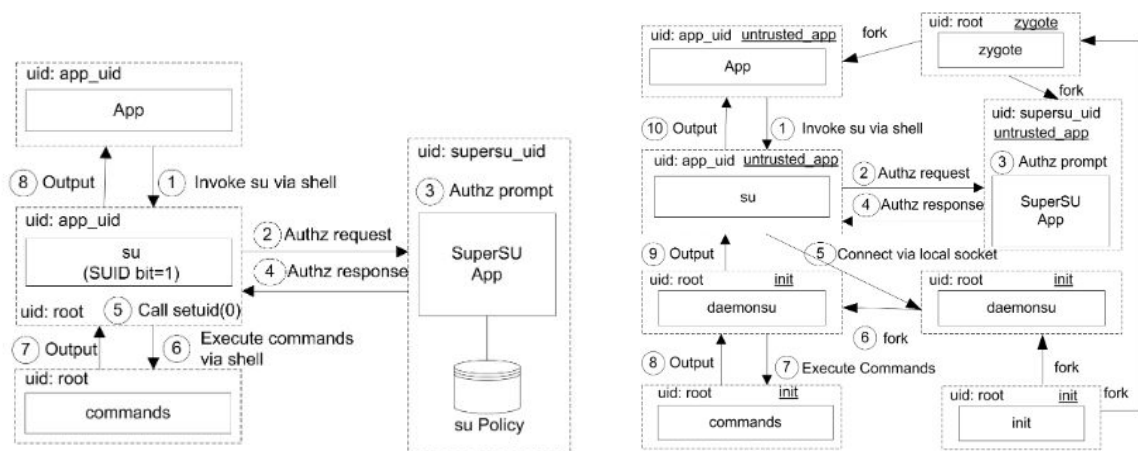 uid: app_uid
App
8 Output
1 Invoke su via shell
uid: app_uid
su
(SUID bit=1)
uid: root
5 Call setuid(0)
7 Output
6 Execute commands
via shell
uid: root
commands
2 Authz request
4 Authz response
uid: supersu_uid
3 Authz prompt
SuperSU
App
su Policy
uid: app_uid untrusted_app
App
fork
uid: root zygote
zygote
fork
10 Output
1 Invoke su via shell
uid: app_uid untrusted_app
su
2 Authz request
4 Authz response
uid: supersu_uid
untrusted_app
3 Authz prompt
SuperSU
App
9 Output
5 Connect via local socket
uid: root init
daemonsu
uid: root init
daemonsu
6 fork
8 Output
7 Execute Commands
fork
uid: root init
commands
uid: root init
init
fork